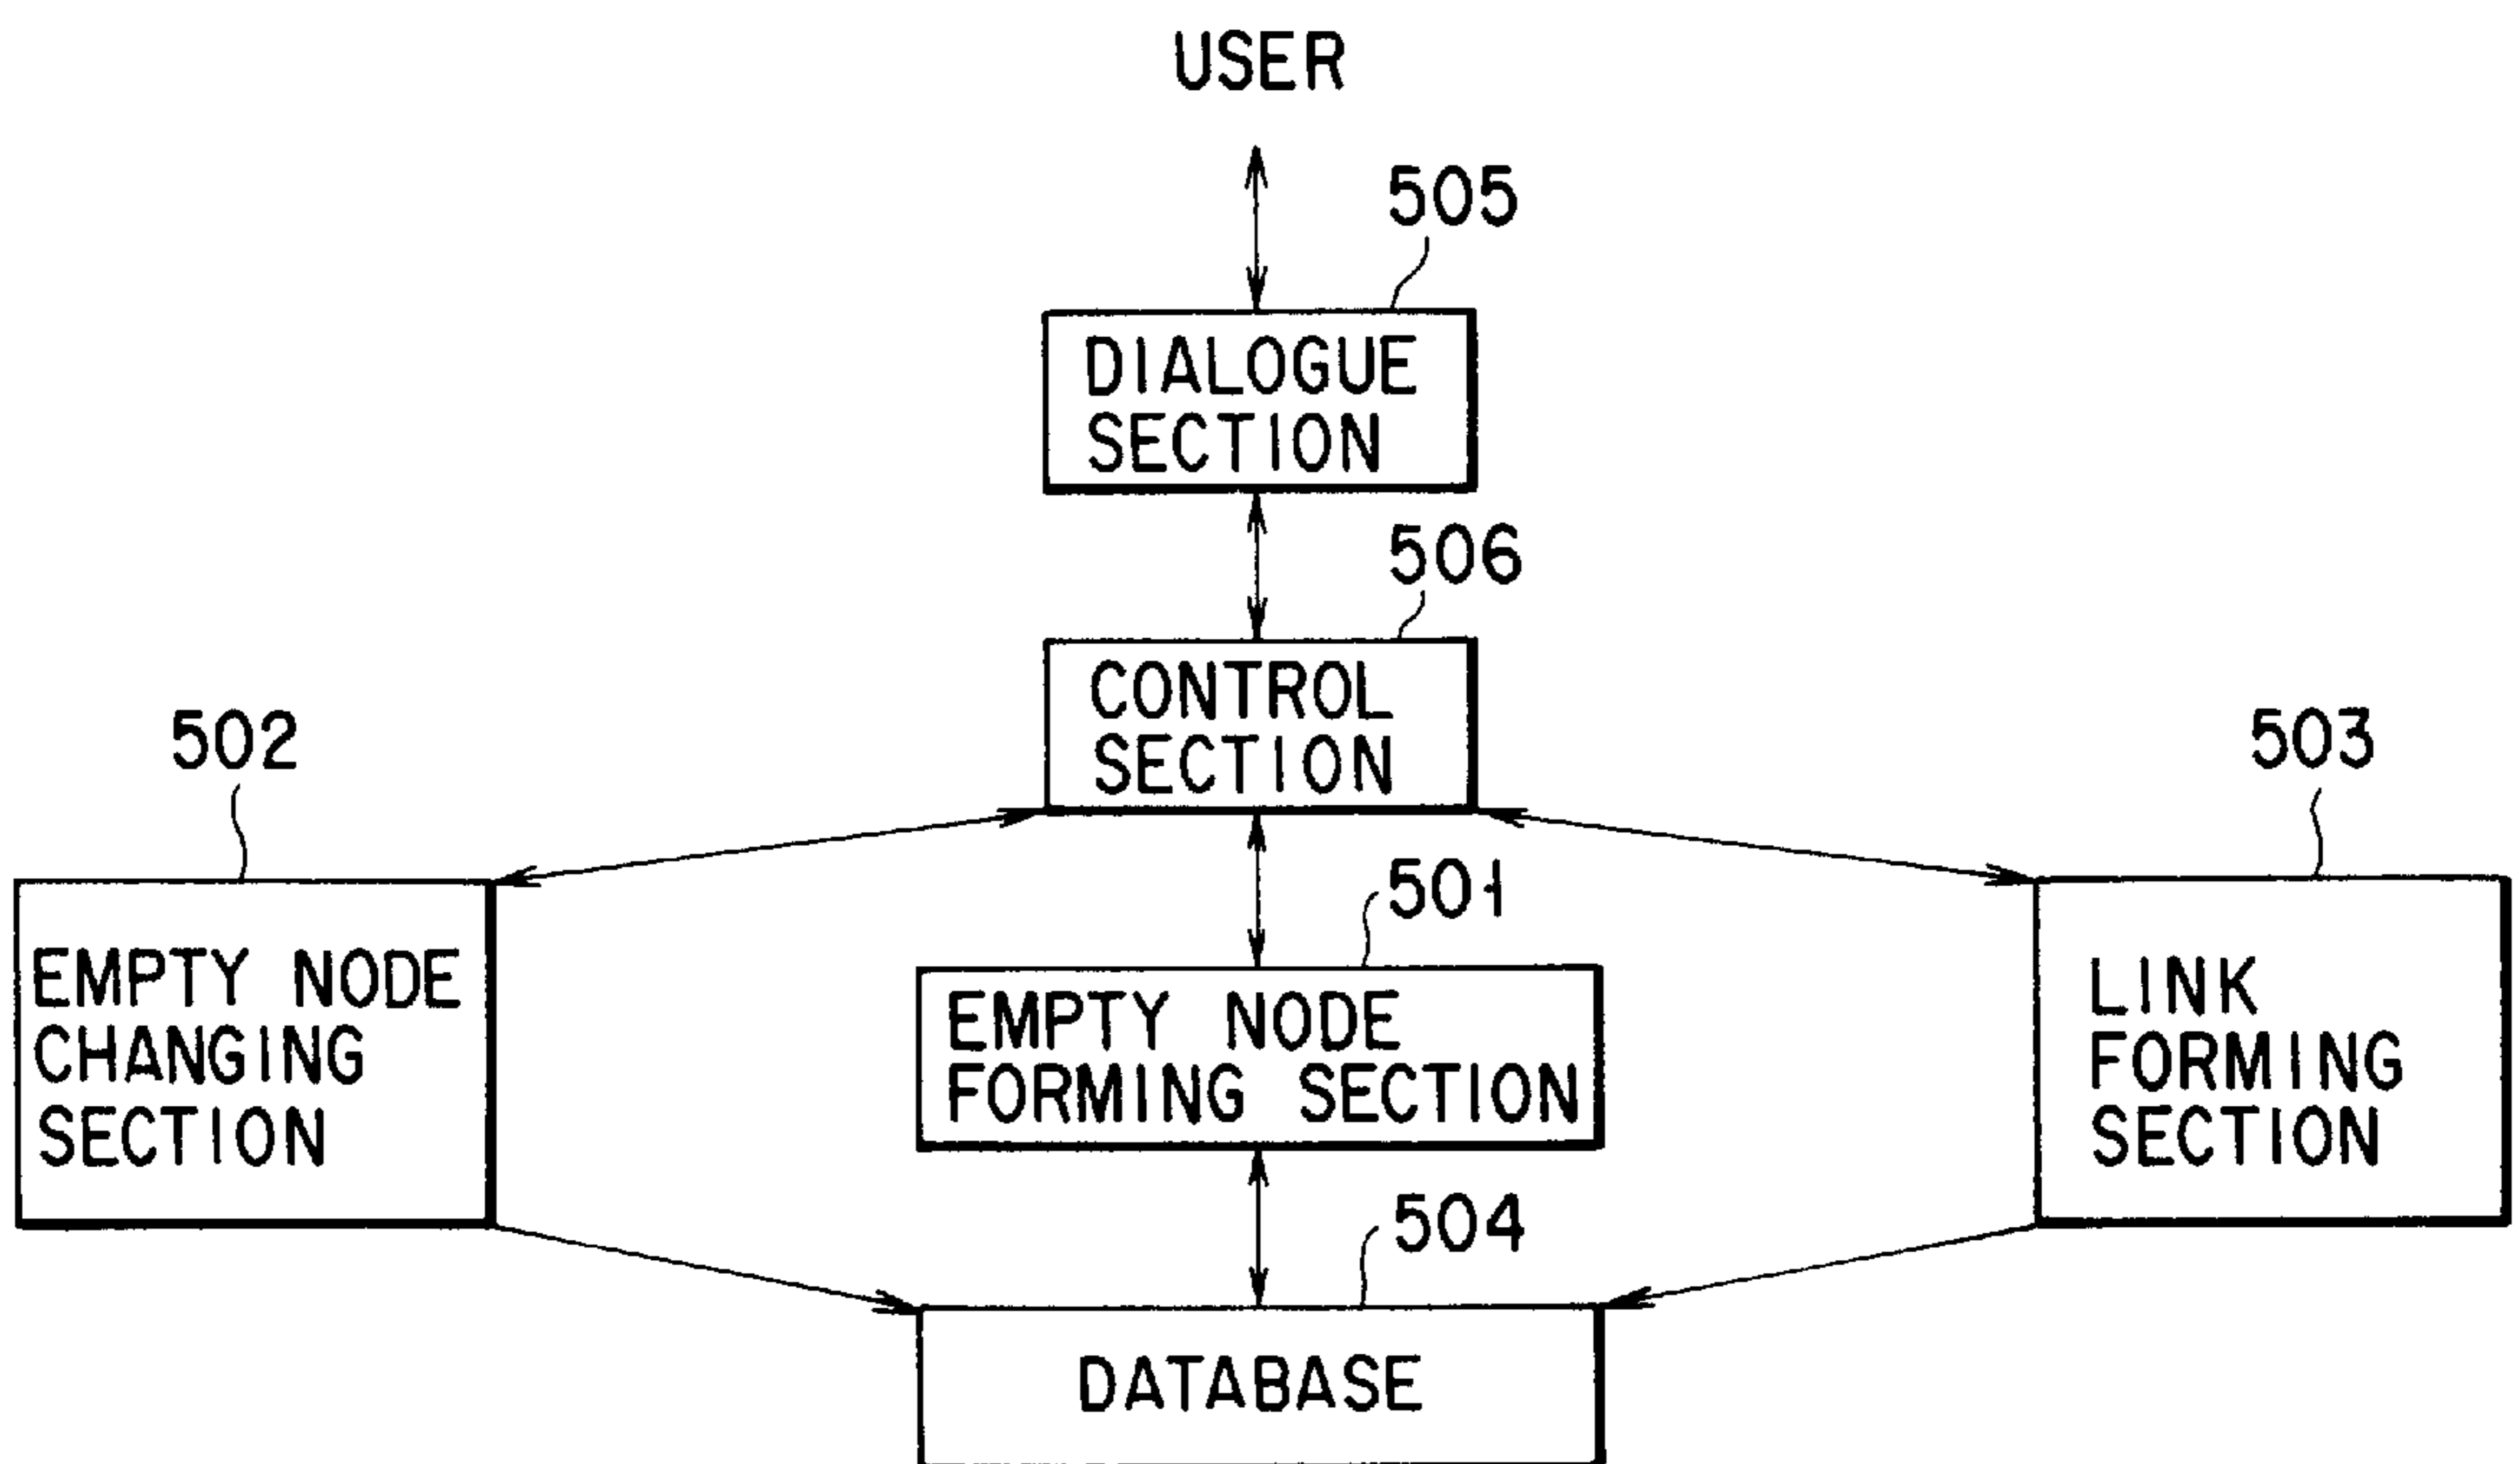 USER
505
DIALOGUE
SECTION
506
CONTROL
SECTION
502
503
501
EMPTY NODE
CHANGING
SECTION
EMPTY NODE
FORMING SECTION
LINK
FORMING
SECTION
504
DATABASE